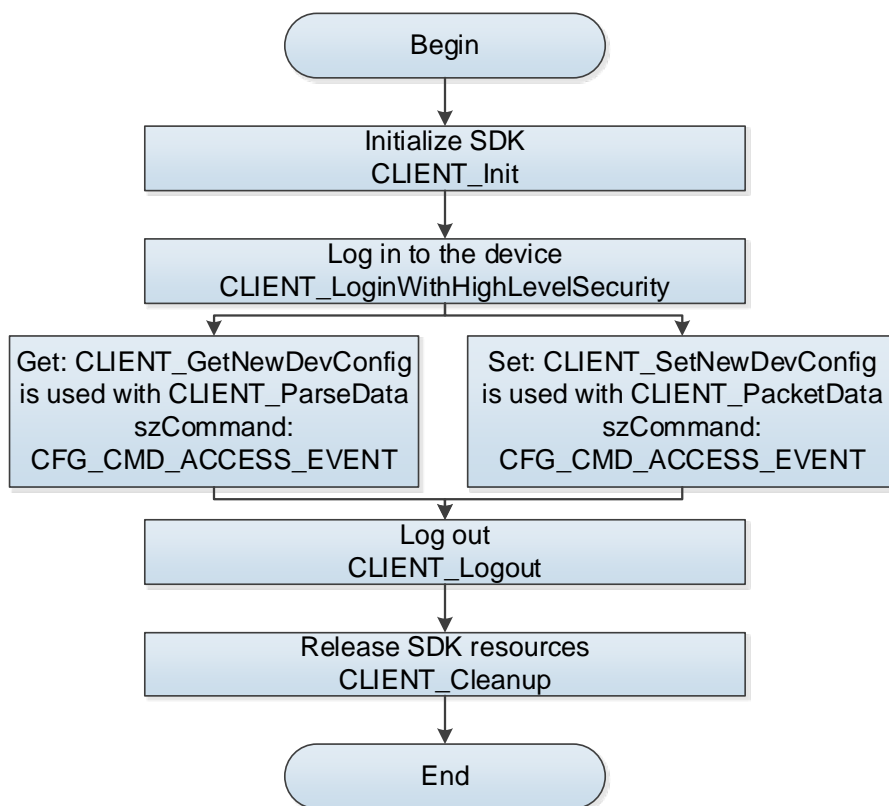 Begin
Initialize SDK
CLIENT_Init
Log in to the device
CLIENT_LoginWithHighLevelSecurity
Get: CLIENT_GetNewDevConfig
is used with CLIENT_ParseData
szCommand:
CFG_CMD_ACCESS_EVENT
Set: CLIENT_SetNewDevConfig
is used with CLIENT_PacketData
szCommand:
CFG_CMD_ACCESS_EVENT
Log out
CLIENT_Logout
Release SDK resources
CLIENT_Cleanup
End